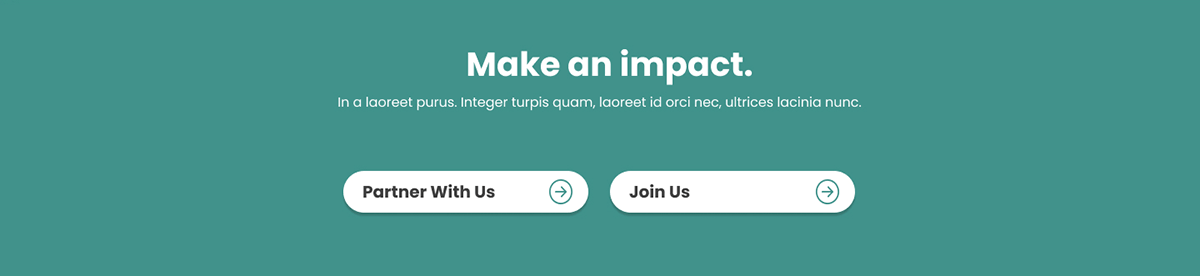 Make an impact.
In a laoreet purus. Integer turpis quam, laoreet id orci nec, ultrices lacinia nunc.
Partner With Us
Join Us